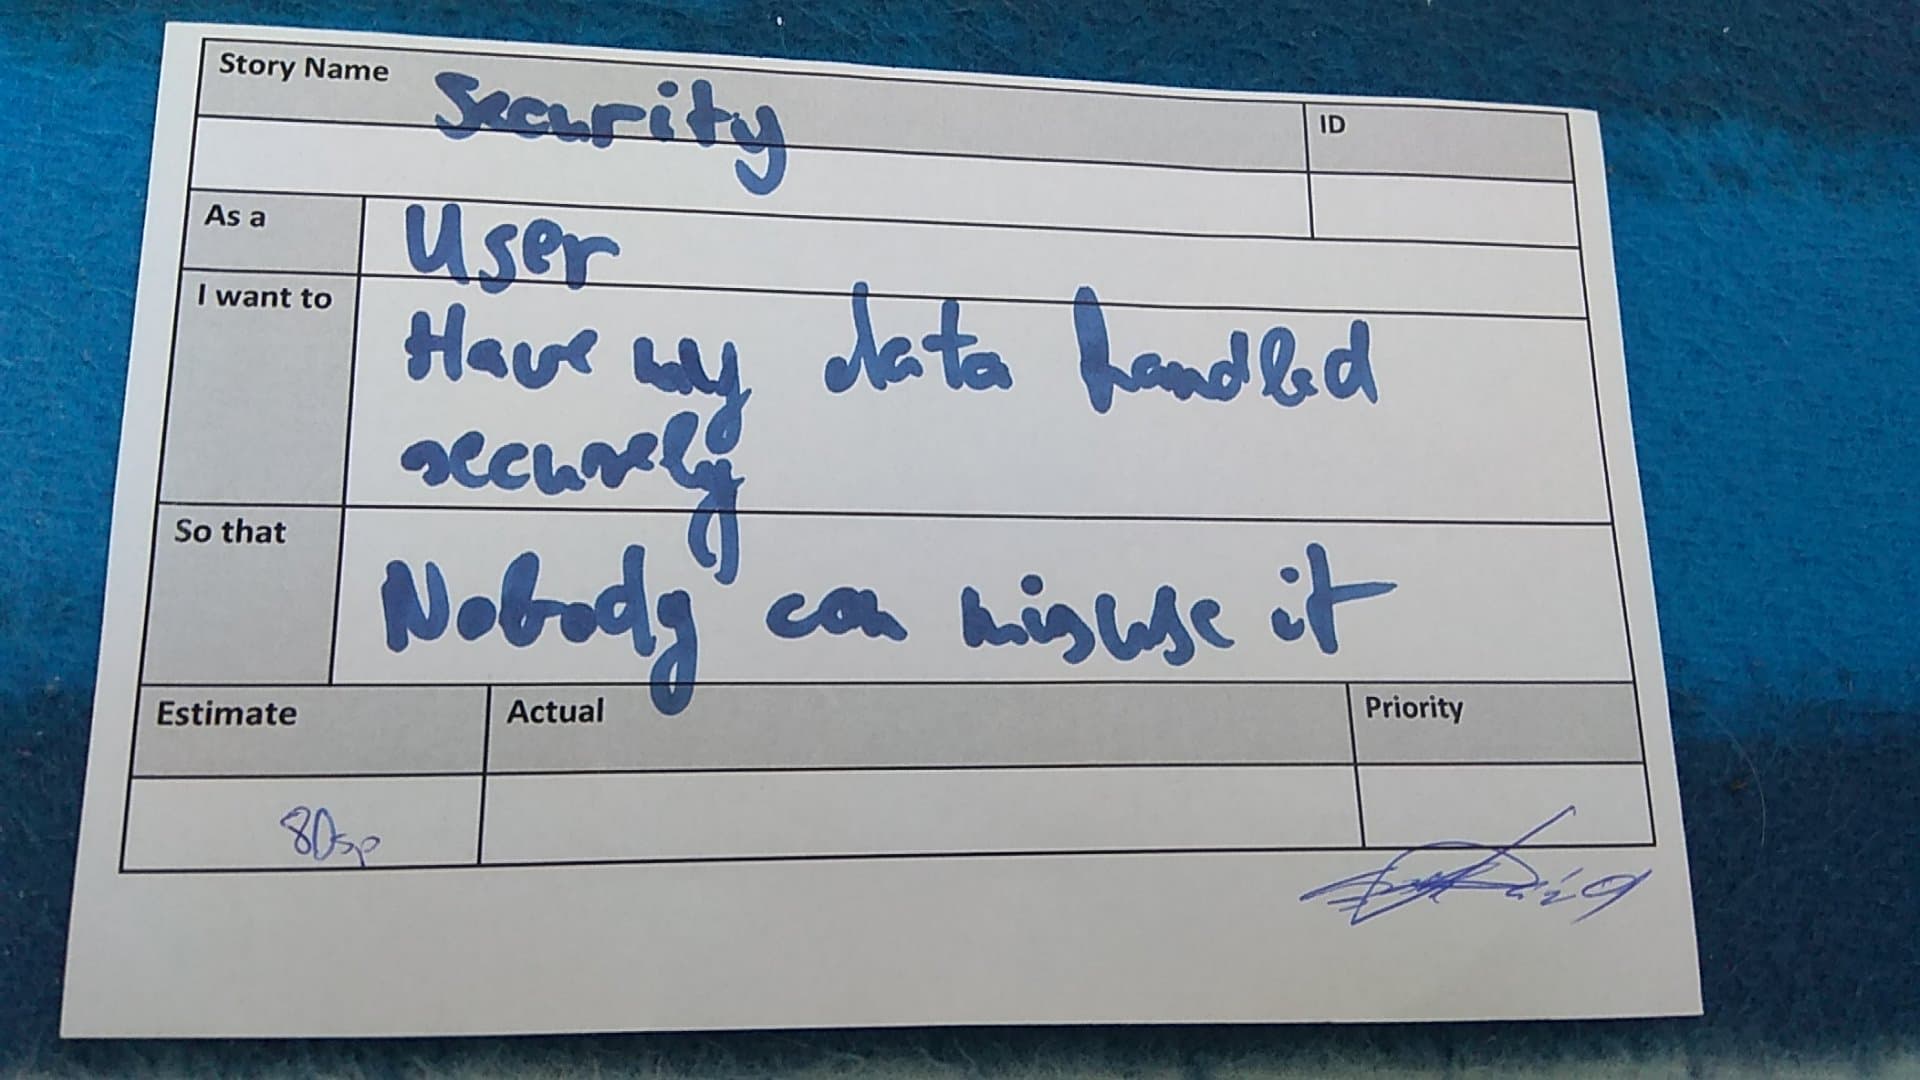 Story Name Security ID
As a User
I want to Have my data handled
securely
So that Nobody can misuse it
Estimate Actual Priority
80sp